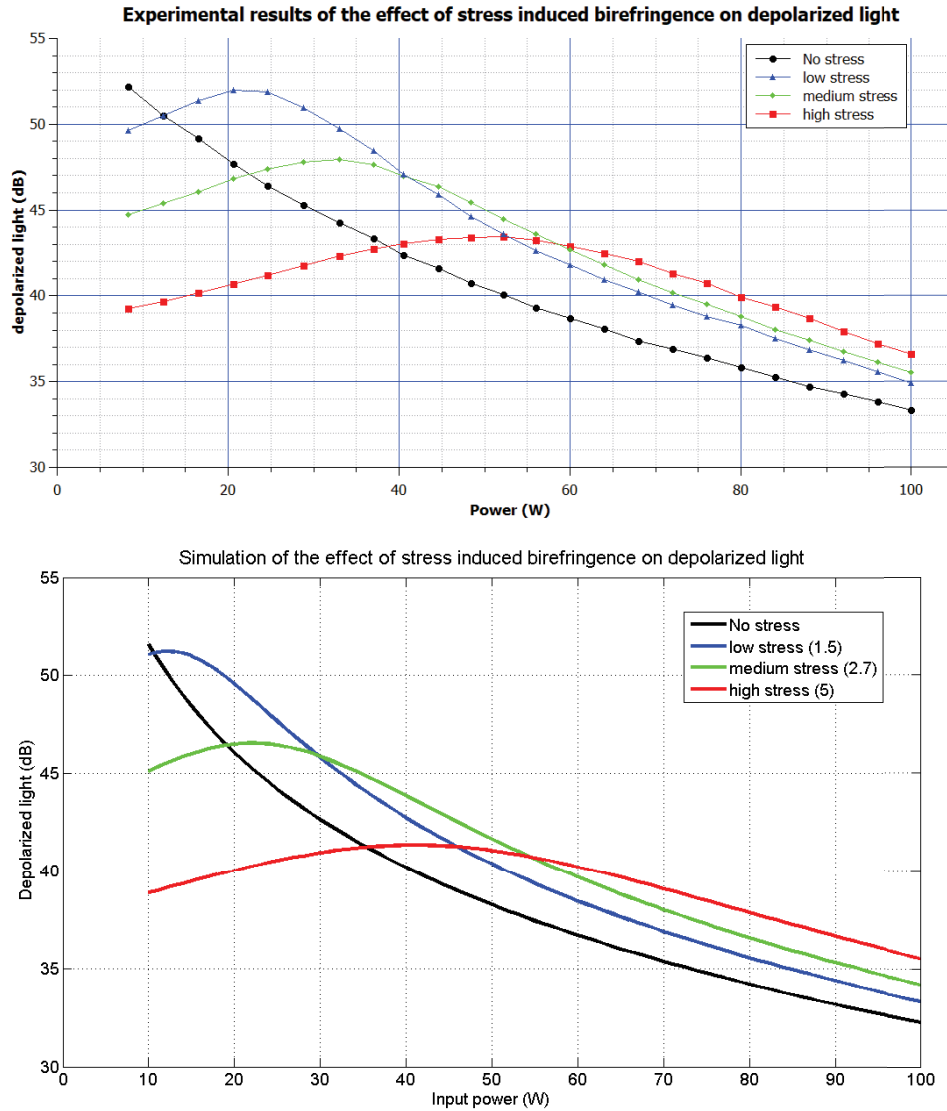 Experimental results of the effect of stress induced birefringence on depolarized light
55
50
45
40
35
30
depolarized light (dB)
No stress
low stress
medium stress
high stress
0 20 40 60 80 100
Power (W)
Simulation of the effect of stress induced birefringence on depolarized light
55
50
45
40
35
30
Depolarized light (dB)
No stress
low stress (1.5)
medium stress (2.7)
high stress (5)
0 10 20 30 40 50 60 70 80 90 100
Input power (W)